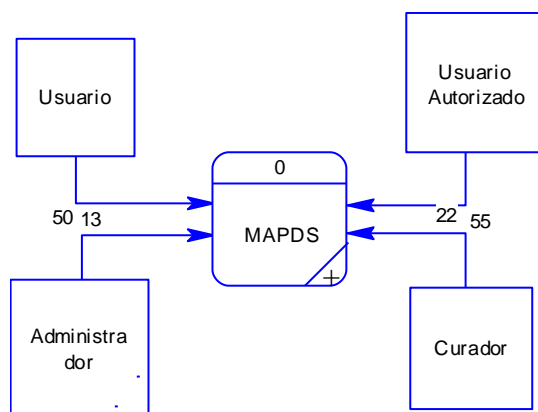 Usuario
Usuario
Autorizado
0
50 13
22 55
MAPDS
Administra
dor
Curador
+